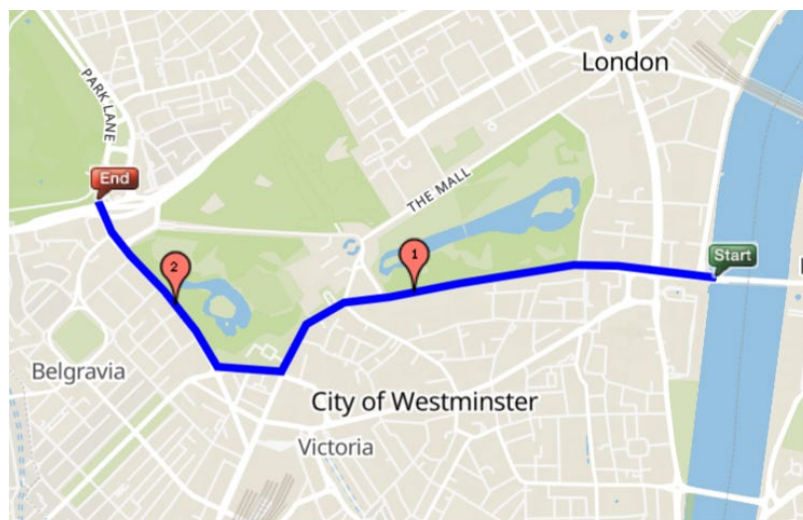 London
PARK LANE
End
THE MALL
1
2
Start
Belgravia
City of Westminster
Victoria